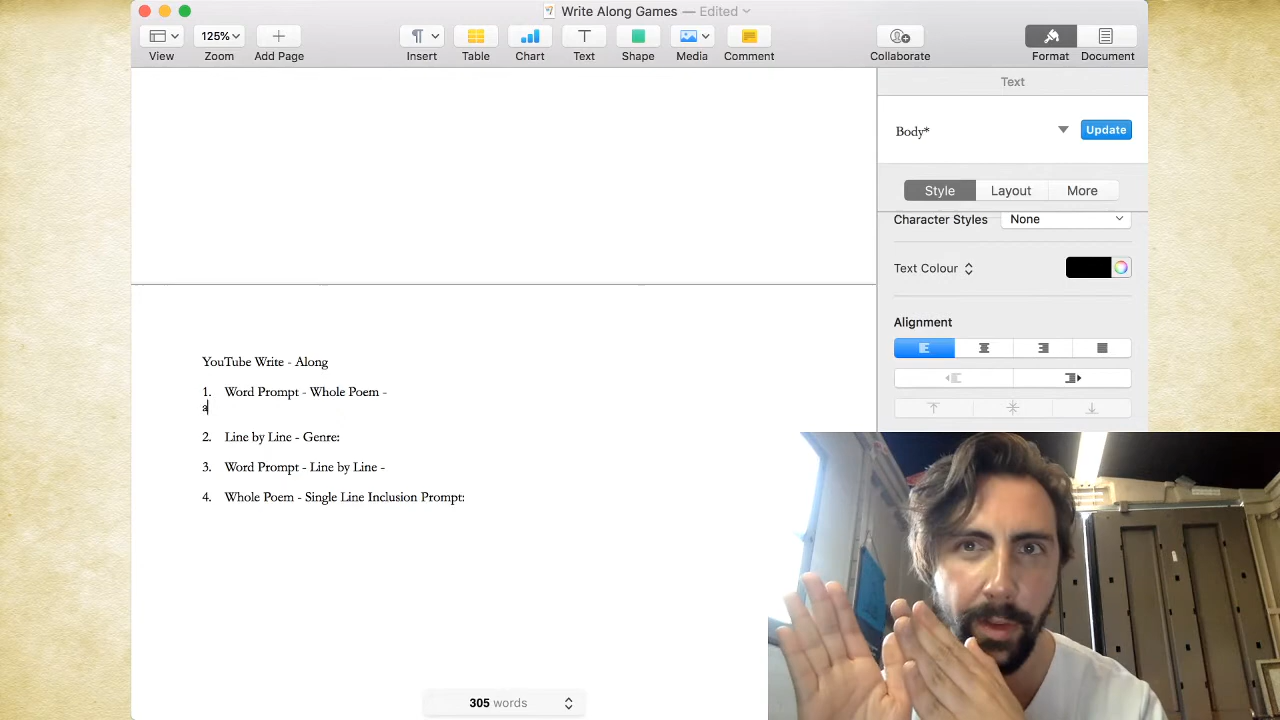 Write Along Games — Edited
125%
View Zoom Add Page Insert Table Chart Text Shape Media Comment Collaborate Format Document
Text
Body*
Update
Style Layout More
Character Styles None
Text Colour
Alignment
YouTube Write - Along
1. Word Prompt - Whole Poem -
a
2. Line by Line - Genre:
3. Word Prompt - Line by Line -
4. Whole Poem - Single Line Inclusion Prompt:
305 words